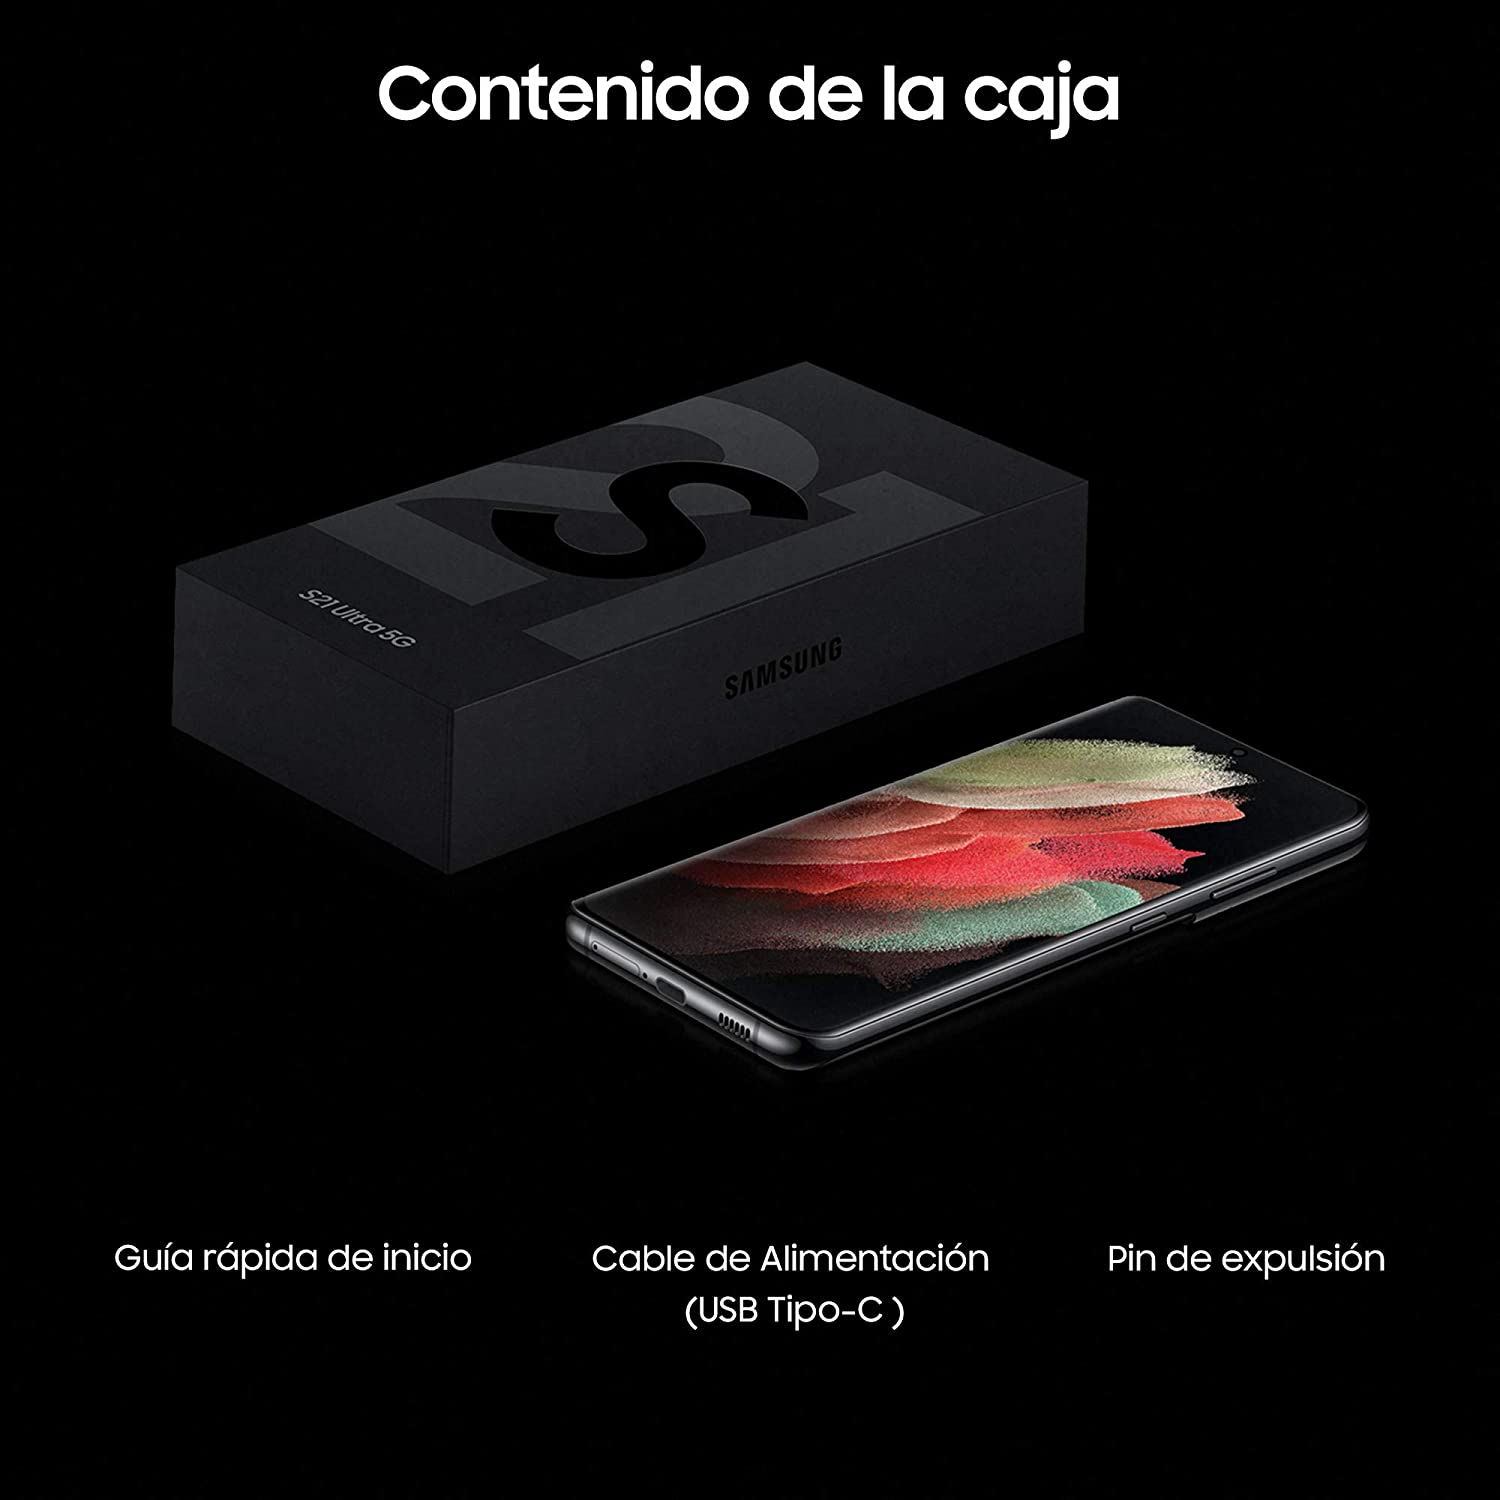 Contenido de la caja
S21
S21 Ultra 5G
SAMSUNG
Guía rápida de inicio
Cable de Alimentación
(USB Tipo-C )
Pin de expulsión